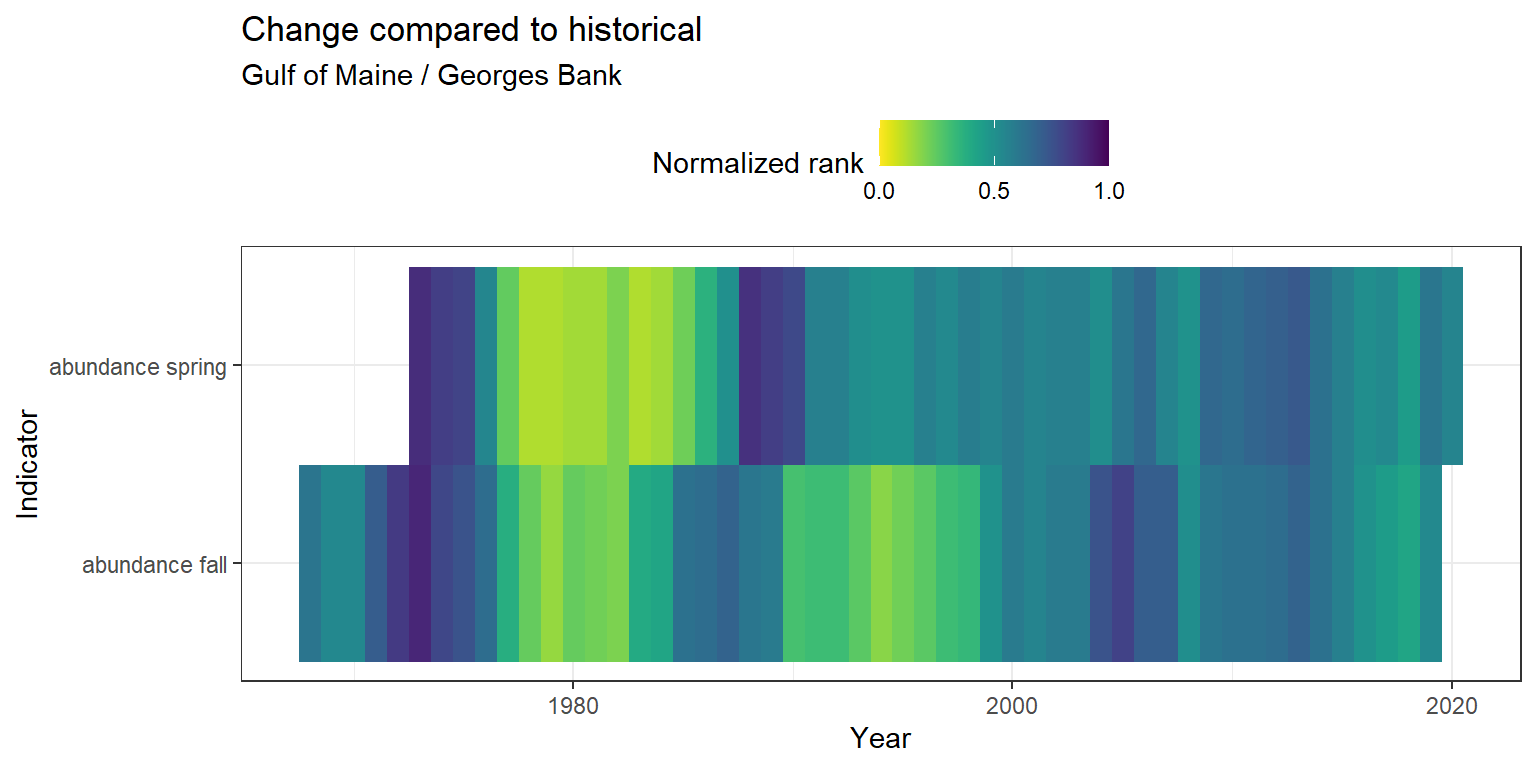 Change compared to historical
Gulf of Maine / Georges Bank
Normalized rank
0.0 0.5 1.0
abundance spring
abundance fall
Indicator
1980 2000 2020
Year